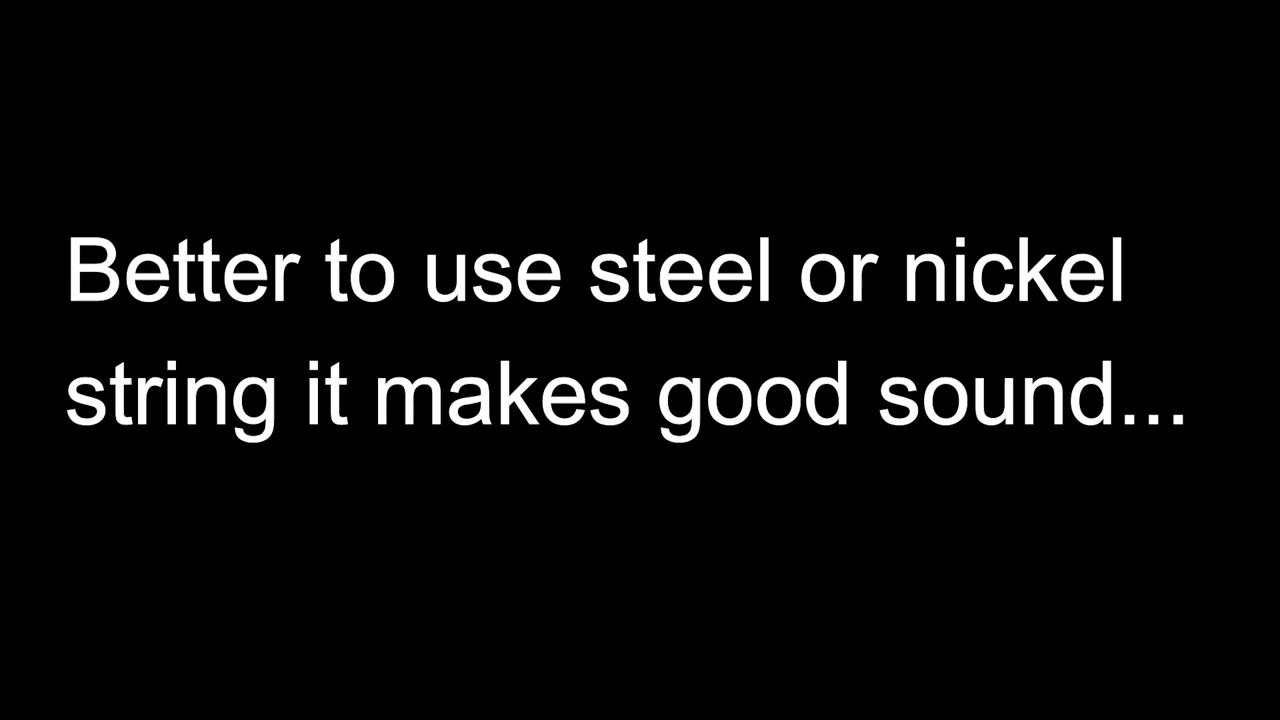 Better to use steel or nickel
string it makes good sound...